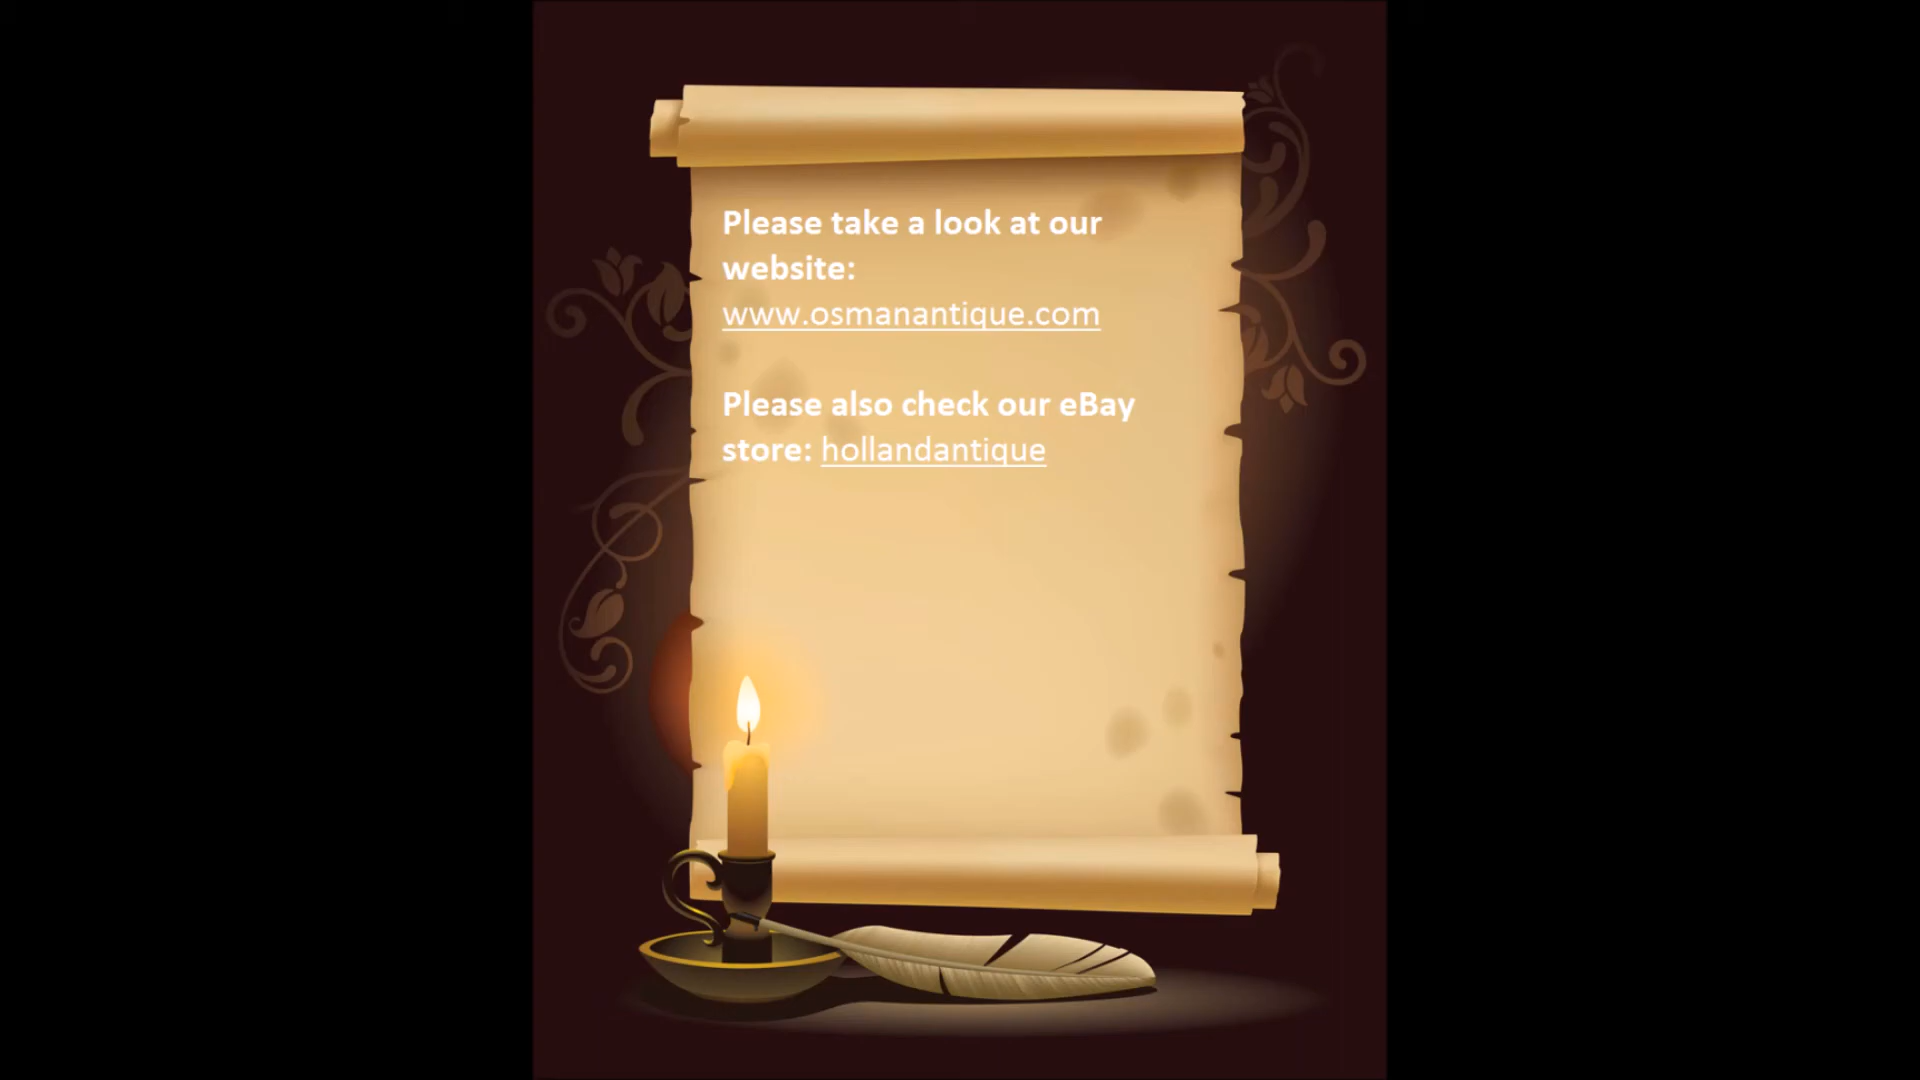 Please take a look at our
website:
www.osmanantique.com
Please also check our eBay
store: hollandantique